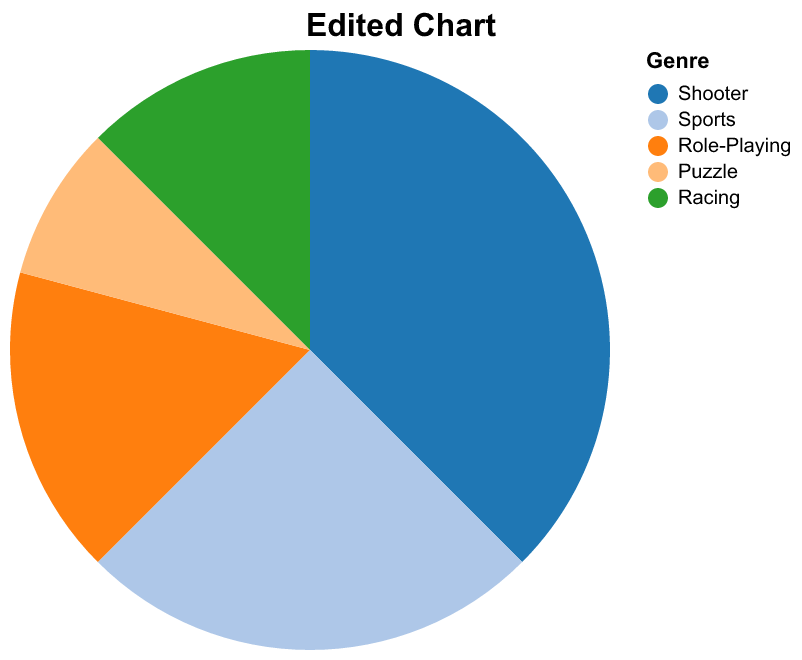 Edited Chart
Genre
Shooter
Sports
Role-Playing
Puzzle
Racing